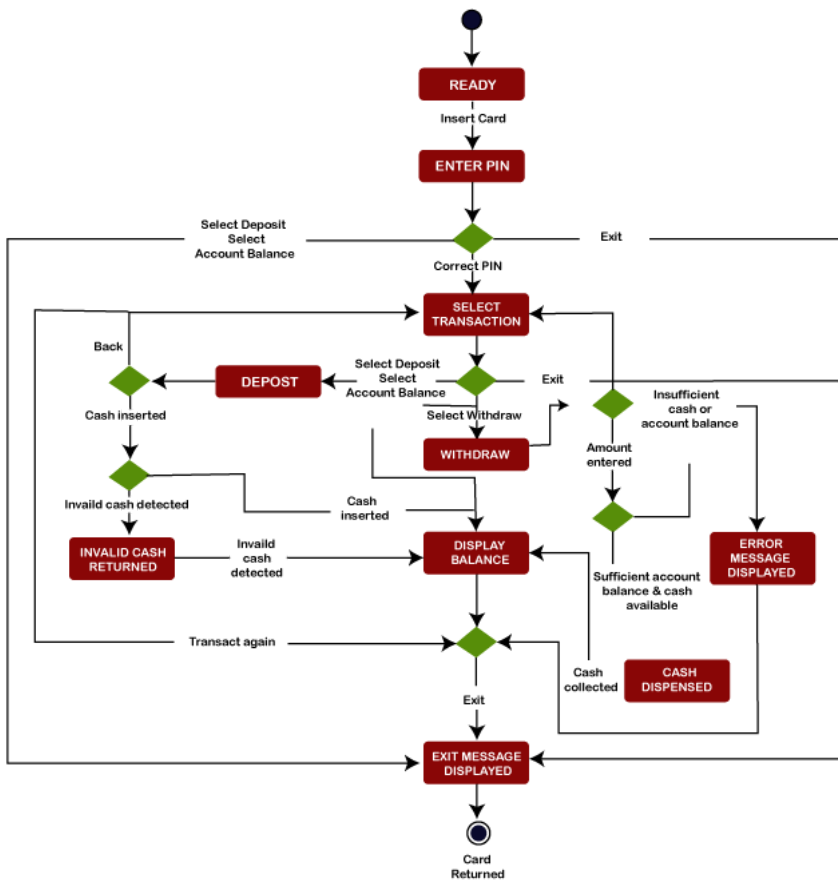 READY
Insert Card
ENTER PIN
Select Deposit
Select
Account Balance
Exit
Correct PIN
SELECT
TRANSACTION
Back
DEPOST
Select Deposit
Select
Account Balance
Exit
Insufficient
cash or
account balance
Cash inserted
Select Withdraw
WITHDRAW
Amount
entered
Invaild cash detected
Cash
inserted
INVALID CASH
RETURNED
Invaild
cash
detected
DISPLAY
BALANCE
Sufficient account
balance & cash
available
ERROR
MESSAGE
DISPLAYED
Transact again
Cash
collected
CASH
DISPENSED
Exit
EXIT MESSAGE
DISPLAYED
Card
Returned